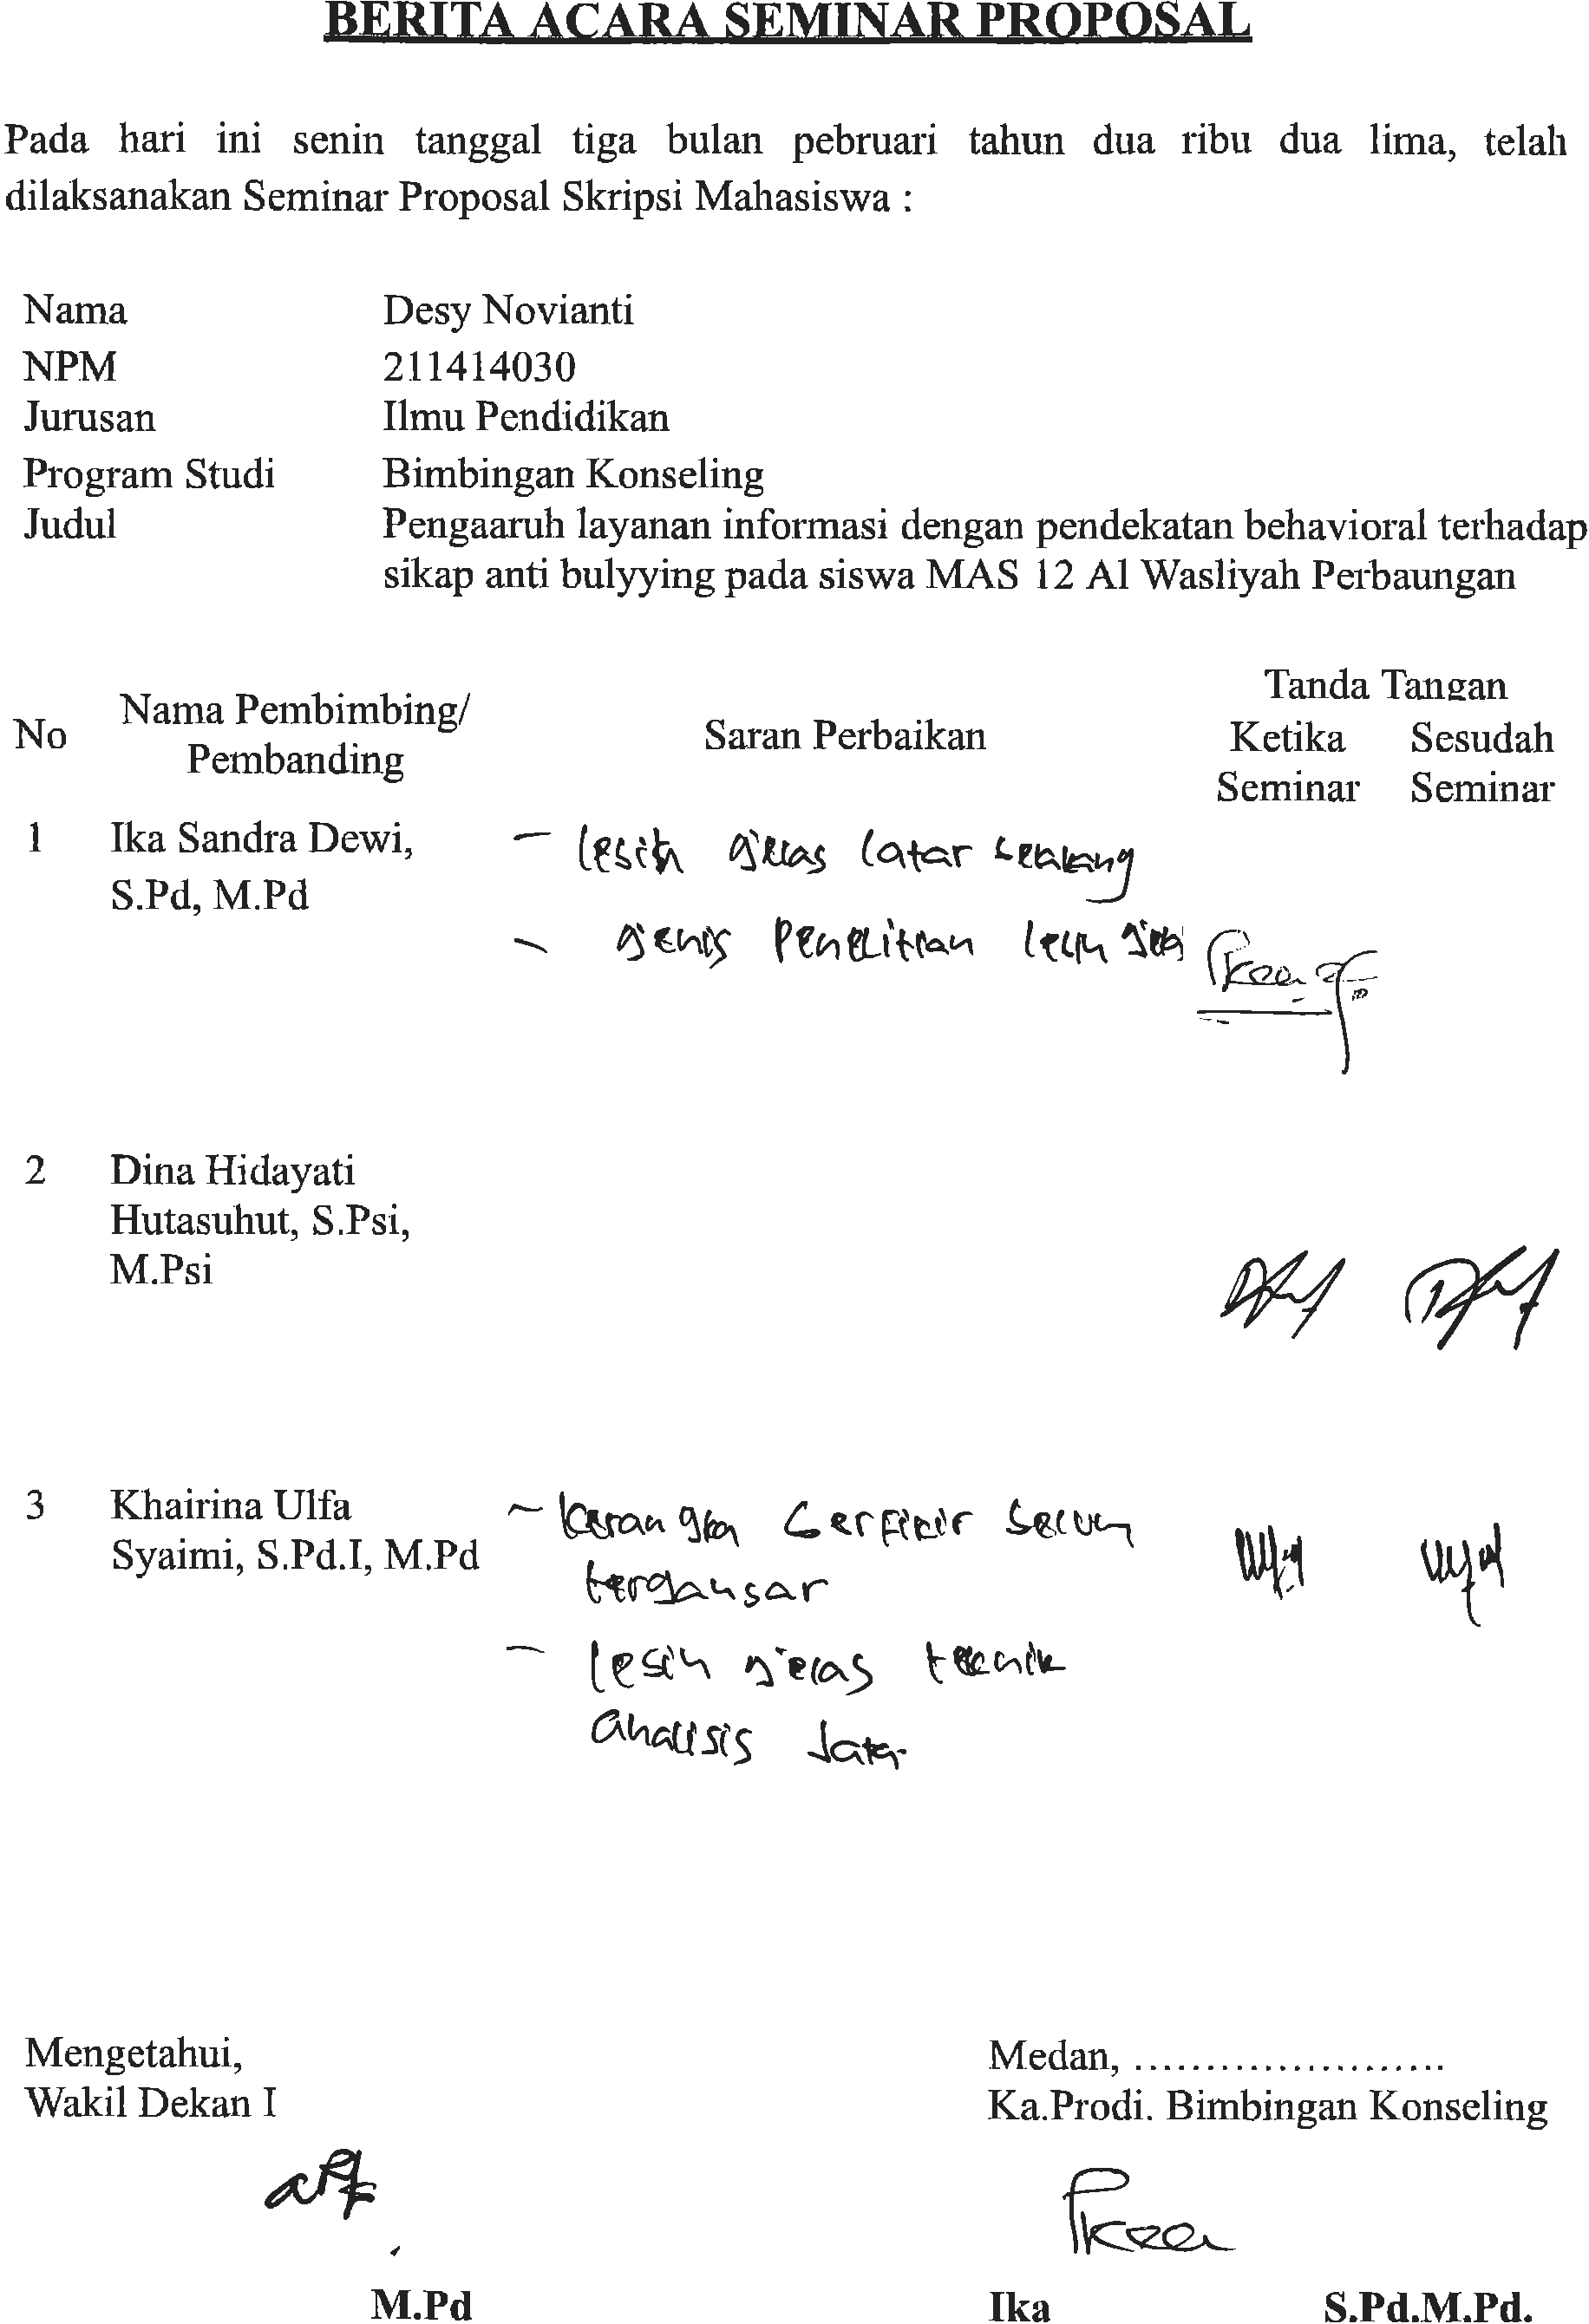 BERITA ACARA SEMINAR PROPOSAL
Pada hari ini senin tanggal tiga bulan pebruari tahun dua ribu dua lima, telah
dilaksanakan Seminar Proposal Skripsi Mahasiswa :
Nama Desy Novianti
NPM 211414030
Jurusan Ilmu Pendidikan
Program Studi Bimbingan Konseling
Judul Pengaaruh layanan informasi dengan pendekatan behavioral terhadap
sikap anti bulyying pada siswa MAS 12 Al Wasliyah Perbaungan
No Nama Pembimbing/ Pembanding Saran Perbaikan Tanda Tangan
Ketika Seminar Sesudah Seminar
1 Ika Sandra Dewi, - lebih jelas latar belakang
S.Pd, M.Pd
- jenis Penelitian lebih
2 Dina Hidayati
Hutasuhut, S.Psi,
M.Psi
3 Khairina Ulfa - kerangka berfikir belum
Syaimi, S.Pd.I, M.Pd tergambar
- lebih jelas teknik
analisis data
Mengetahui, Medan, ......................
Wakil Dekan I Ka.Prodi. Bimbingan Konseling
M.Pd Ika S.Pd.M.Pd.